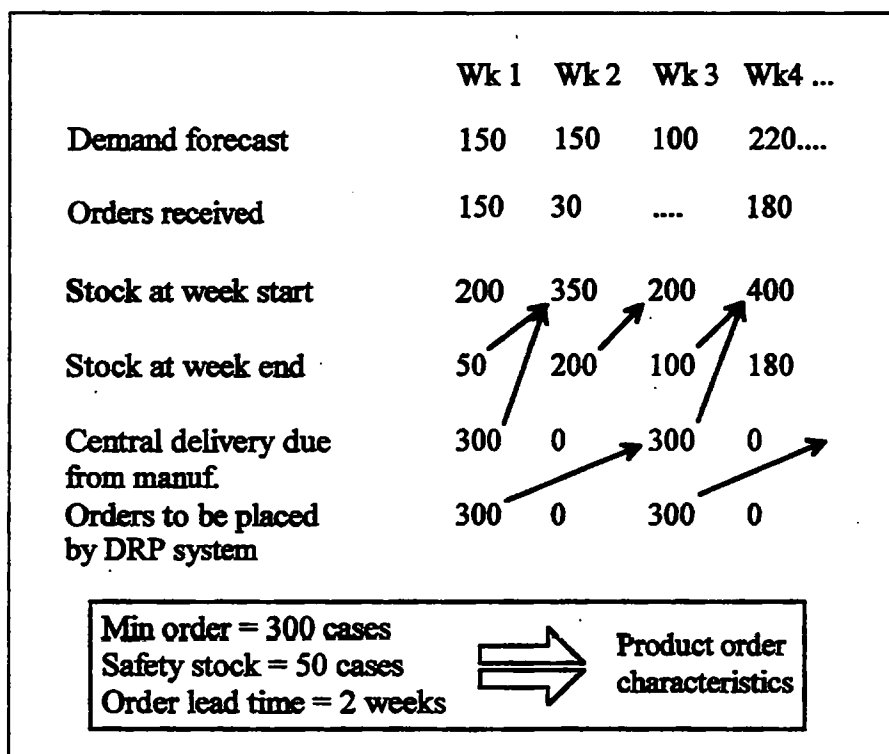 Wk 1 Wk 2 Wk 3 Wk4 ...
Demand forecast 150 150 100 220....
Orders received 150 30 .... 180
Stock at week start 200 350 200 400
Stock at week end 50 200 100 180
Central delivery due 300 0 300 0
from manuf.
Orders to be placed 300 0 300 0
by DRP system
Min order = 300 cases
Safety stock = 50 cases
Order lead time = 2 weeks
Product order
characteristics